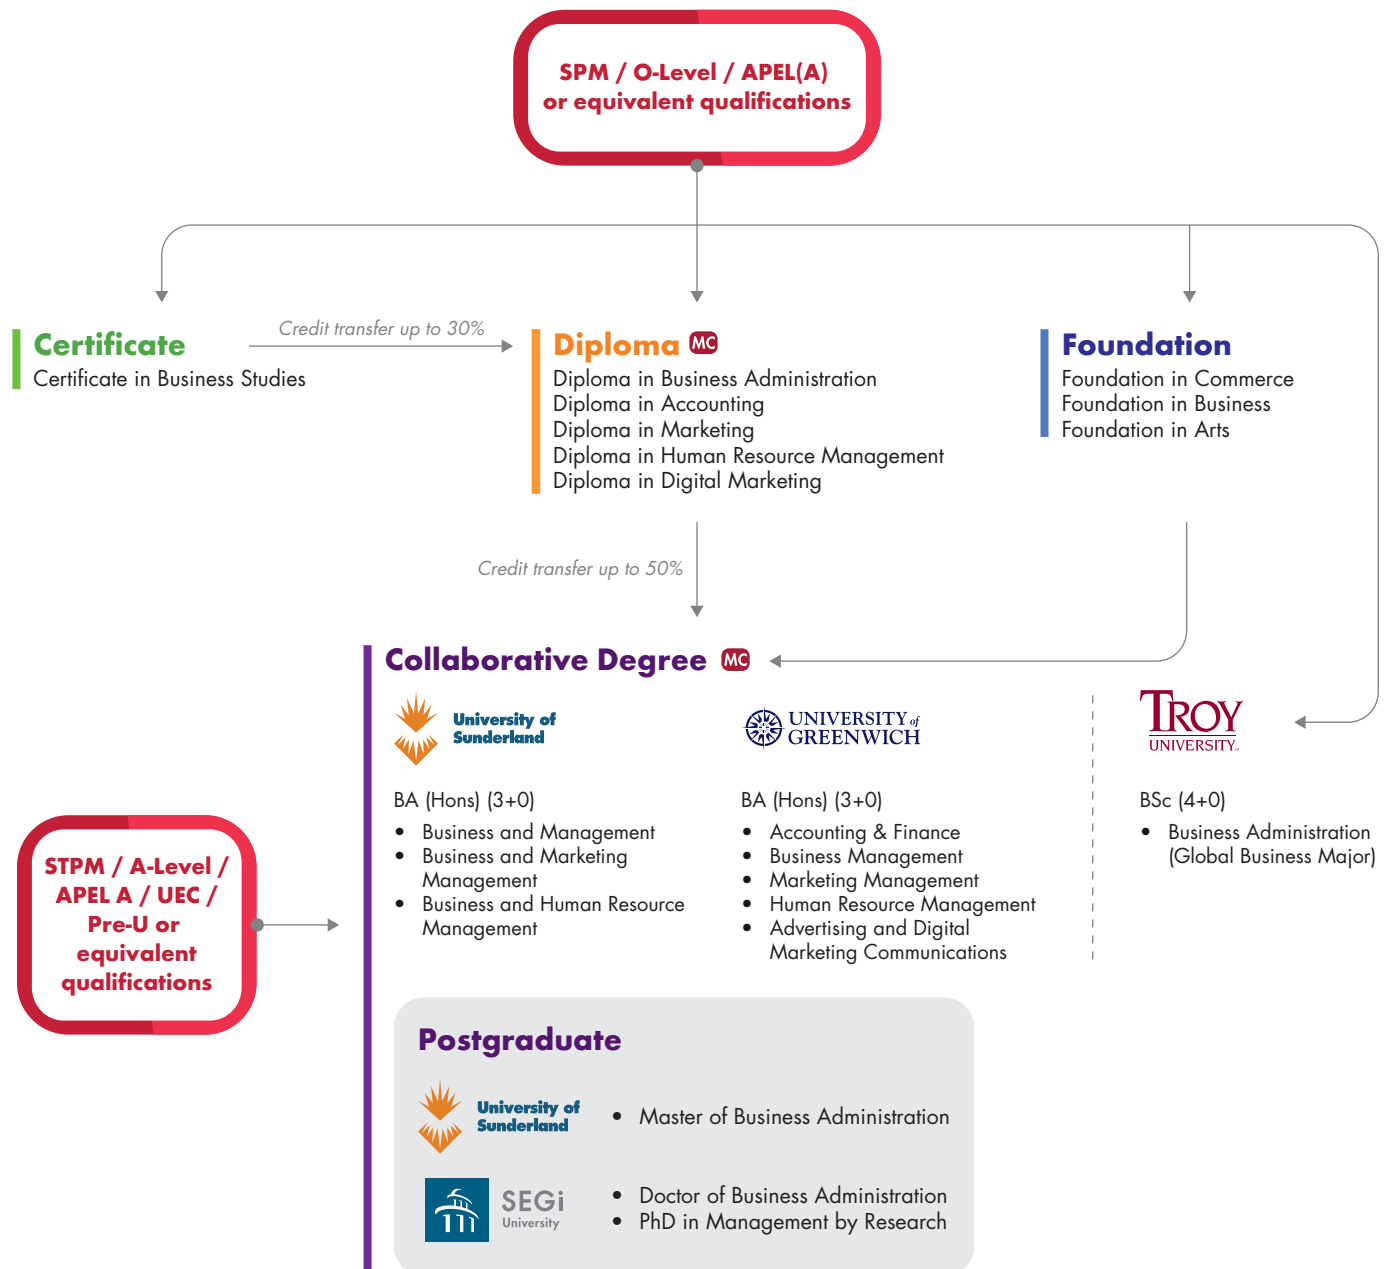 SPM / O-Level / APEL(A)
or equivalent qualifications
Credit transfer up to 30%
Certificate
Certificate in Business Studies
Diploma MC
Diploma in Business Administration
Diploma in Accounting
Diploma in Marketing
Diploma in Human Resource Management
Diploma in Digital Marketing
Foundation
Foundation in Commerce
Foundation in Business
Foundation in Arts
Credit transfer up to 50%
Collaborative Degree MC
University of
Sunderland
BA (Hons) (3+0)
• Business and Management
• Business and Marketing
Management
• Business and Human Resource
Management
UNIVERSITY of
GREENWICH
BA (Hons) (3+0)
• Accounting & Finance
• Business Management
• Marketing Management
• Human Resource Management
• Advertising and Digital
Marketing Communications
TROY
UNIVERSITY™
BSc (4+0)
• Business Administration
(Global Business Major)
STPM / A-Level /
APEL A / UEC /
Pre-U or
equivalent
qualifications
Postgraduate
University of
Sunderland
• Master of Business Administration
SEGi
University
• Doctor of Business Administration
• PhD in Management by Research